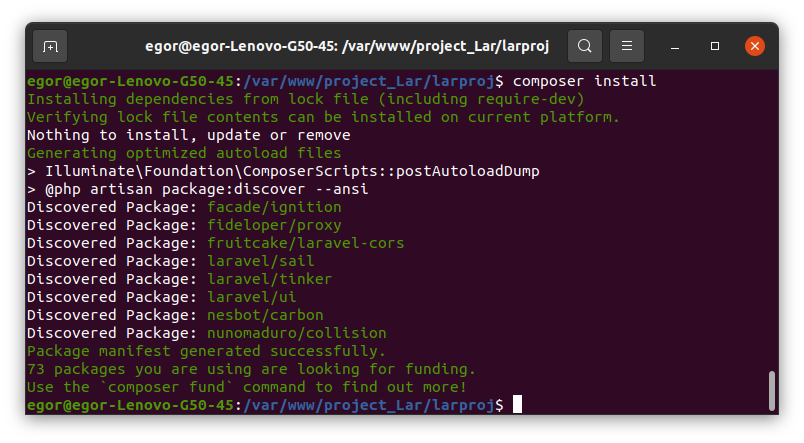 egor@egor-Lenovo-G50-45: /var/www/project_Lar/larproj
egor@egor-Lenovo-G50-45:/var/www/project_Lar/larproj$ composer install
Installing dependencies from lock file (including require-dev)
Verifying lock file contents can be installed on current platform.
Nothing to install, update or remove
Generating optimized autoload files
> Illuminate\Foundation\ComposerScripts::postAutoloadDump
> @php artisan package:discover --ansi
Discovered Package: facade/ignition
Discovered Package: fideloper/proxy
Discovered Package: fruitcake/laravel-cors
Discovered Package: laravel/sail
Discovered Package: laravel/tinker
Discovered Package: laravel/ui
Discovered Package: nesbot/carbon
Discovered Package: nunomaduro/collision
Package manifest generated successfully.
73 packages you are using are looking for funding.
Use the `composer fund` command to find out more!
egor@egor-Lenovo-G50-45:/var/www/project_Lar/larproj$